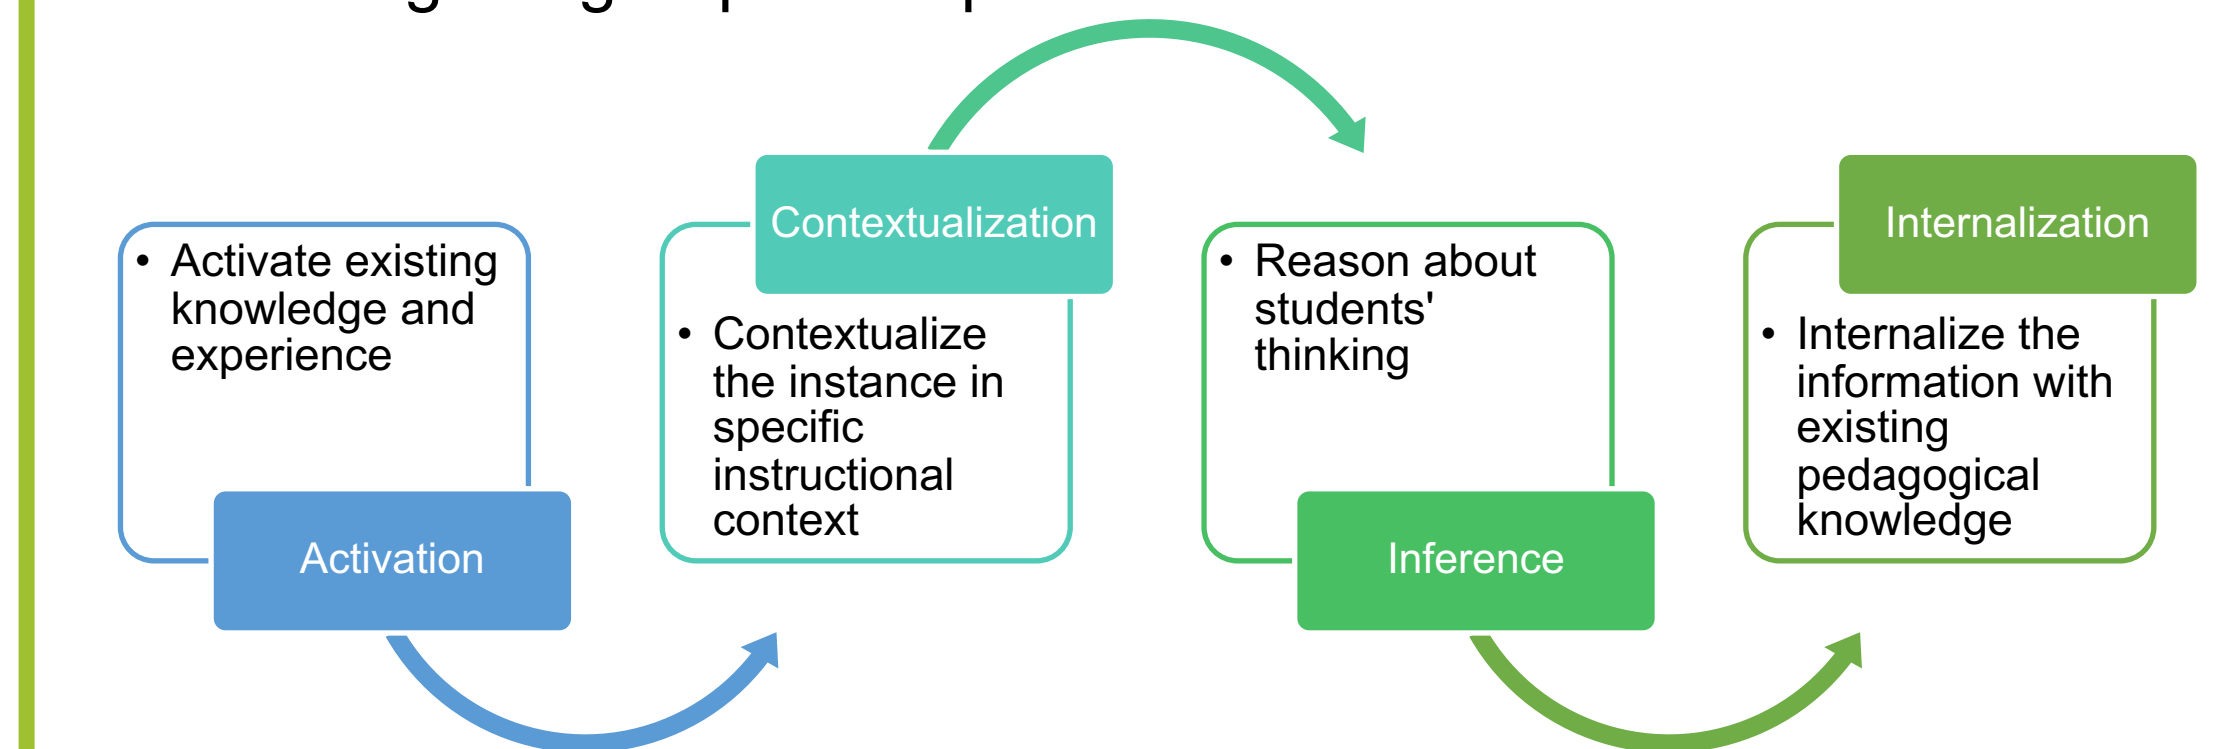 • Activate existing
knowledge and
experience
Activation
Contextualization
• Contextualize
the instance in
specific
instructional
context
• Reason about
students'
thinking
Inference
Internalization
• Internalize the
information with
existing
pedagogical
knowledge